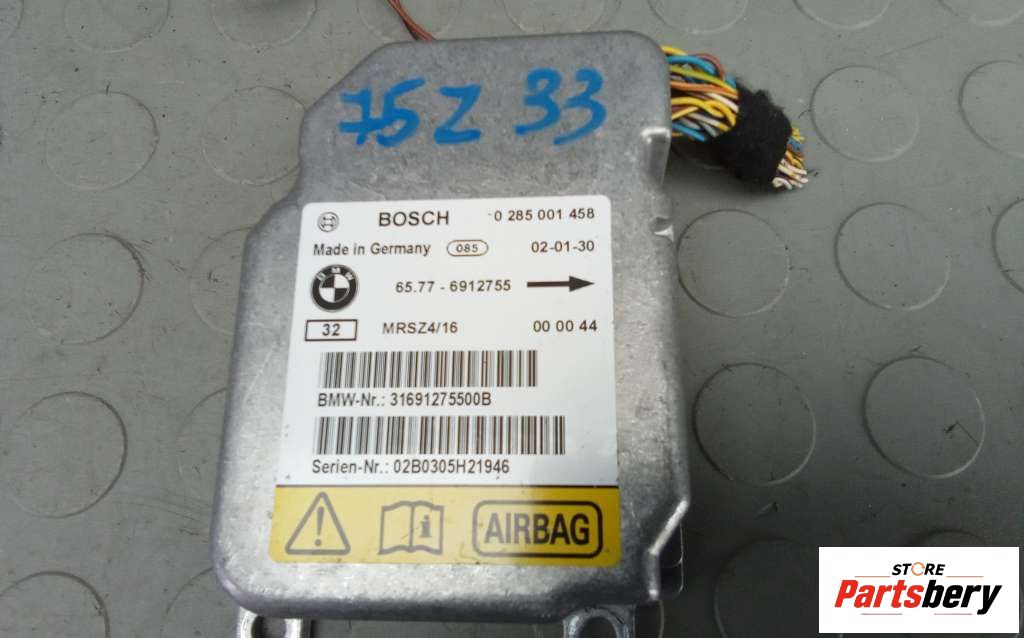 75Z 33
BOSCH 0 285 001 458
Made in Germany 085 02-01-30
BMW
65.77 - 6912755
32 MRSZ4/16 00 00 44
BMW-Nr.: 31691275500B
Serien-Nr.: 02B0305H21946
! i AIRBAG
STORE
Partsbery